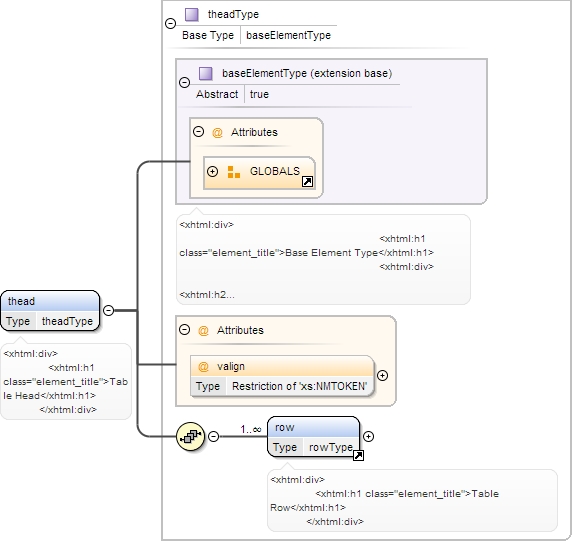 theadType
Base Type baseElementType
baseElementType (extension base)
Abstract true
@ Attributes
GLOBALS
<xhtml:div>
<xhtml:h1
class="element_title">Base Element Type</xhtml:h1>
<xhtml:div>
<xhtml:h2...
thead
Type theadType
<xhtml:div>
<xhtml:h1
class="element_title">Tab
le Head</xhtml:h1>
</xhtml:div>
@ Attributes
@ valign
Type Restriction of 'xs:NMTOKEN'
1..∞
row
Type rowType
<xhtml:div>
<xhtml:h1 class="element_title">Table
Row</xhtml:h1>
</xhtml:div>